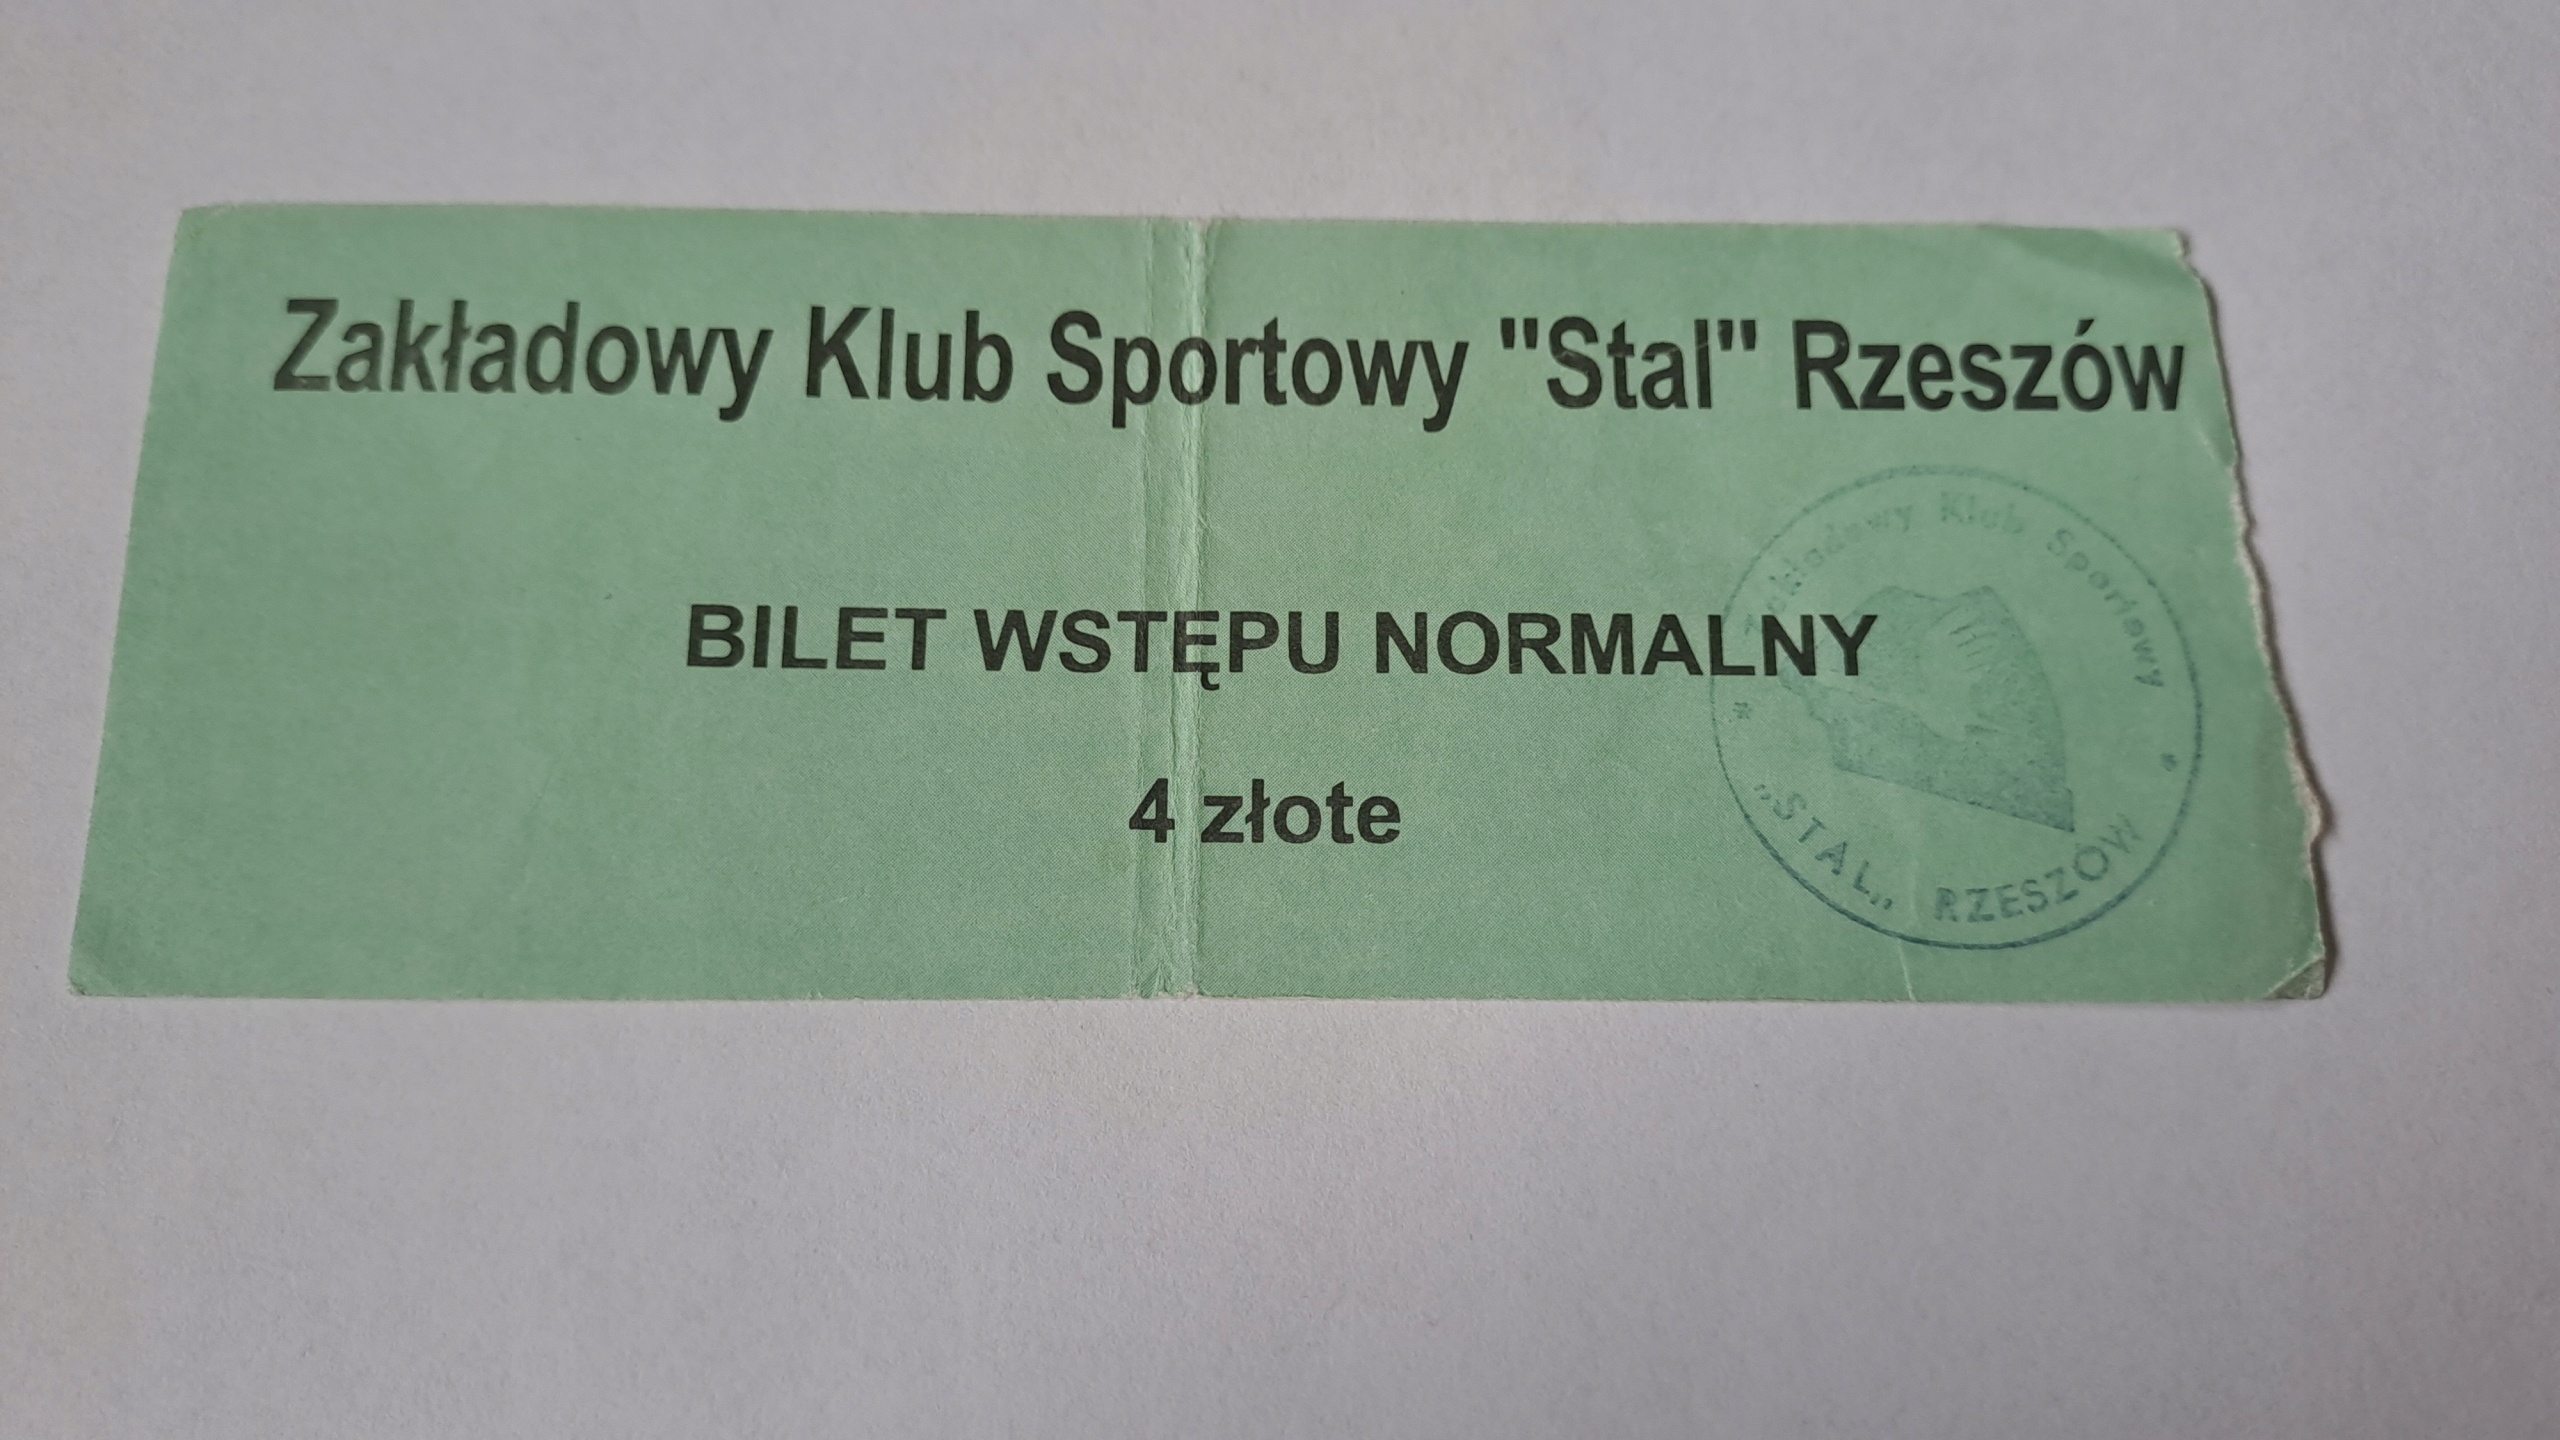 Zakładowy Klub Sportowy "Stal" Rzeszów
BILET WSTĘPU NORMALNY
4 złote
Zakładowy Klub Sportowy
* „STAL„ RZESZÓW *